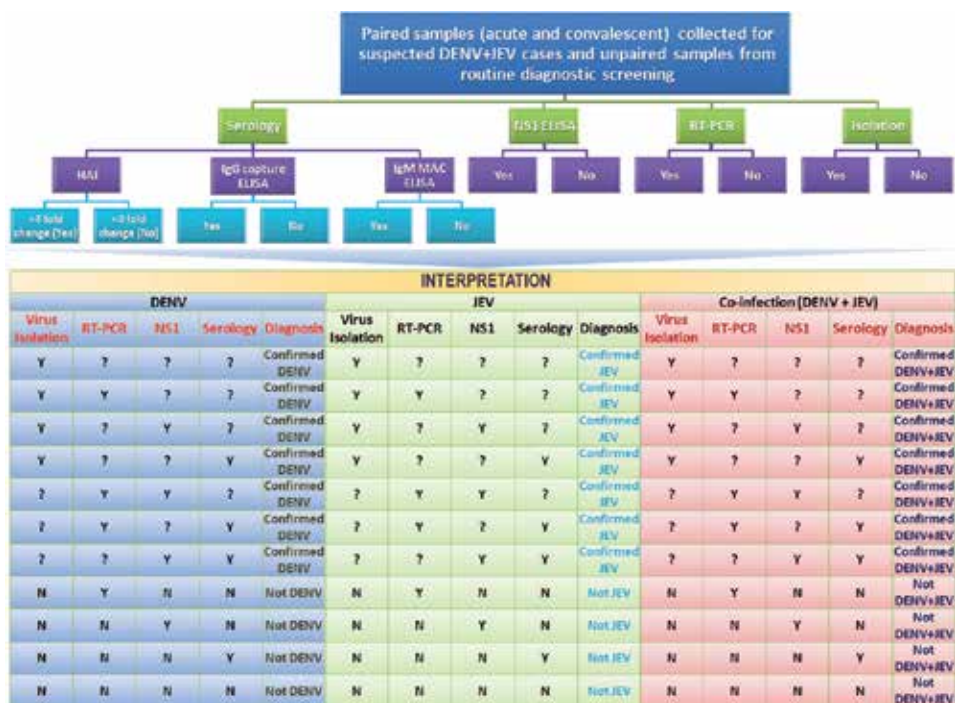 Paired samples (acute and convalescent) collected for
suspected DENV+JEV cases and unpaired samples from
routine diagnostic screening
Serology NS1 ELISA RT-PCR Isolation
HAI IgG capture ELISA IgM MAC ELISA Yes No Yes No Yes No
fold change (Yes) fold change (No) Yes No Yes No
INTERPRETATION
DENV JEV Co-infection (DENV + JEV)
Virus Isolation RT-PCR NS1 Serology Diagnosis Virus Isolation RT-PCR NS1 Serology Diagnosis Virus Isolation RT-PCR NS1 Serology Diagnosis
Y ? ? ? Confirmed DENV Y ? ? ? Confirmed JEV Y ? ? ? Confirmed DENV+JEV
Y Y ? ? Confirmed DENV Y Y ? ? Confirmed JEV Y Y ? ? Confirmed DENV+JEV
Y ? Y ? Confirmed DENV Y ? Y ? Confirmed JEV Y ? Y ? Confirmed DENV+JEV
Y ? ? Y Confirmed DENV Y ? ? Y Confirmed JEV Y ? ? Y Confirmed DENV+JEV
? Y Y ? Confirmed DENV ? Y Y ? Confirmed JEV ? Y Y ? Confirmed DENV+JEV
? Y ? Y Confirmed DENV ? Y ? Y Confirmed JEV ? Y ? Y Confirmed DENV+JEV
? ? Y Y Confirmed DENV ? ? Y Y Confirmed JEV ? ? Y Y Confirmed DENV+JEV
N Y N N Not DENV N Y N N Not JEV N Y N N Not DENV+JEV
N N Y N Not DENV N N Y N Not JEV N N Y N Not DENV+JEV
N N N Y Not DENV N N N Y Not JEV N N N Y Not DENV+JEV
N N N N Not DENV N N N N Not JEV N N N N Not DENV+JEV